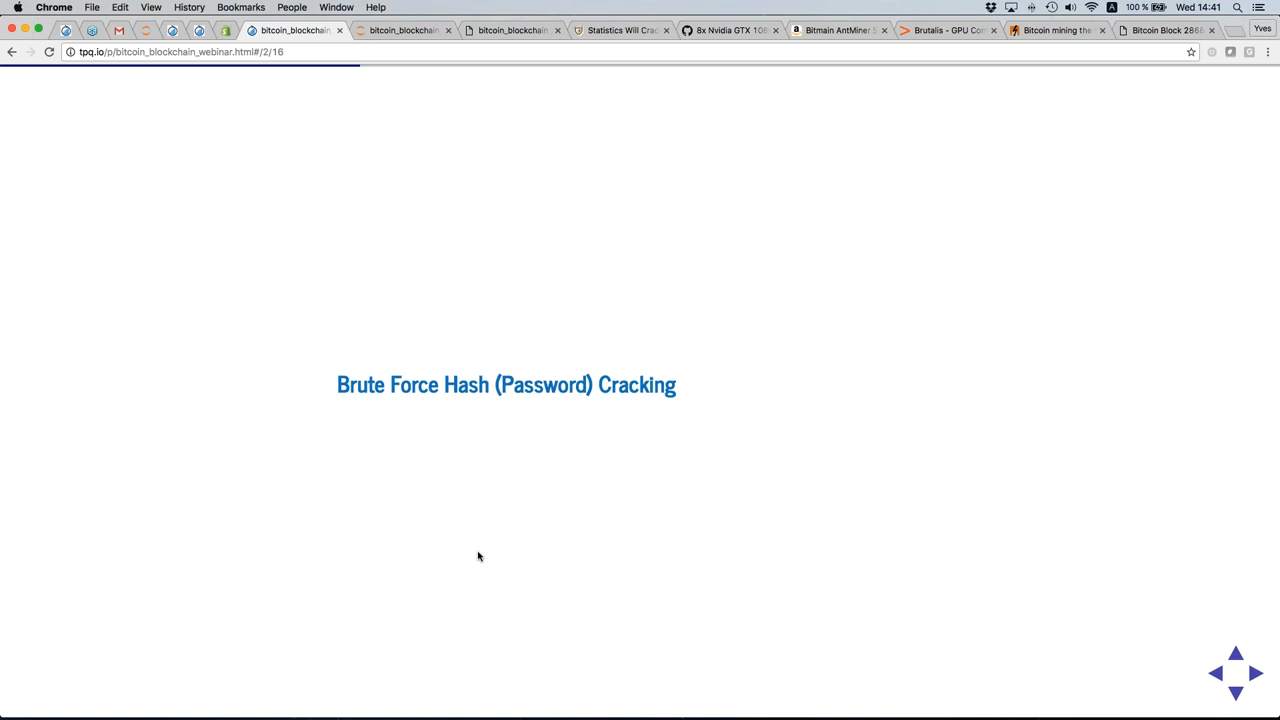 Chrome File Edit View History Bookmarks People Window Help 100 % Wed 14:41
bitcoin_blockchain bitcoin_blockchain bitcoin_blockchain Statistics Will Crac 8x Nvidia GTX 108 Bitmain AntMiner S Brutalis - GPU Com Bitcoin mining the Bitcoin Block 2868 Yves
tpq.io/p/bitcoin_blockchain_webinar.html#/2/16
Brute Force Hash (Password) Cracking